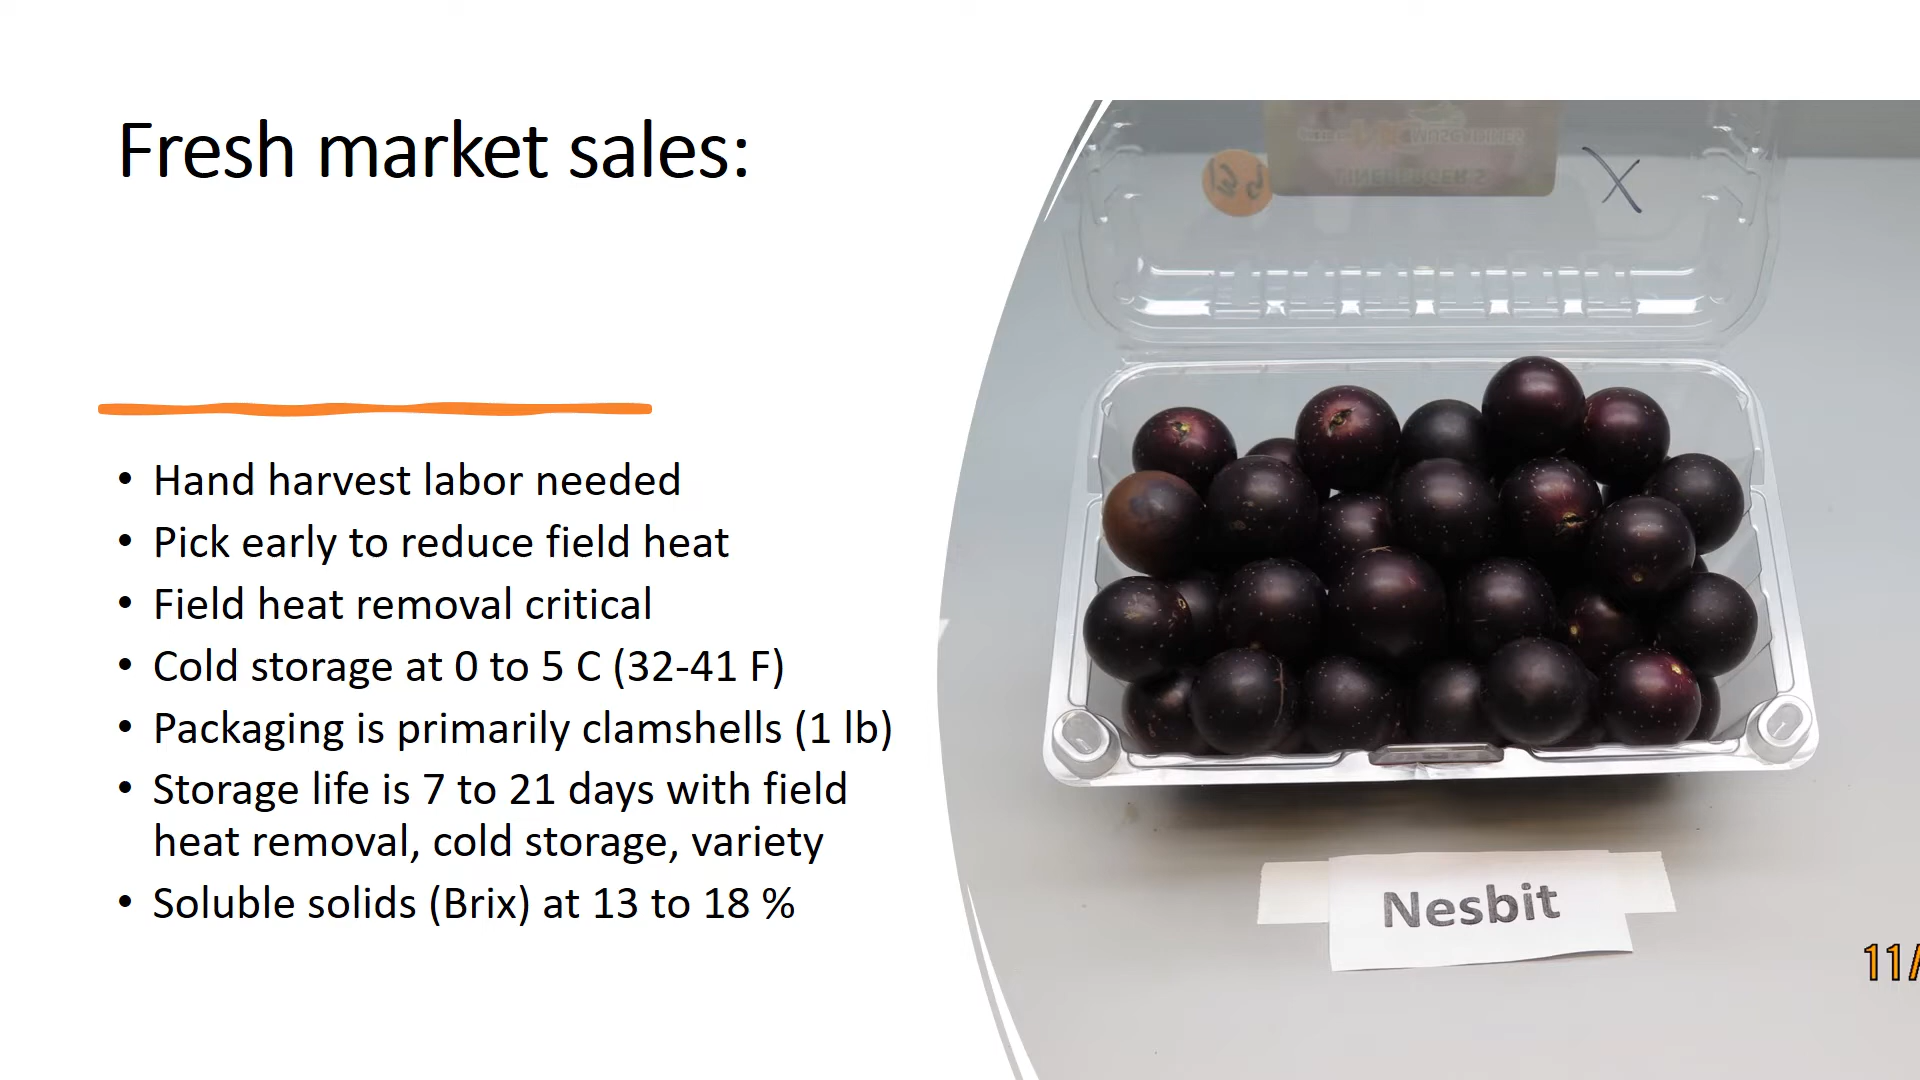 Fresh market sales:
• Hand harvest labor needed
• Pick early to reduce field heat
• Field heat removal critical
• Cold storage at 0 to 5 C (32-41 F)
• Packaging is primarily clamshells (1 lb)
• Storage life is 7 to 21 days with field
heat removal, cold storage, variety
• Soluble solids (Brix) at 13 to 18 %
X
Nesbit
11/